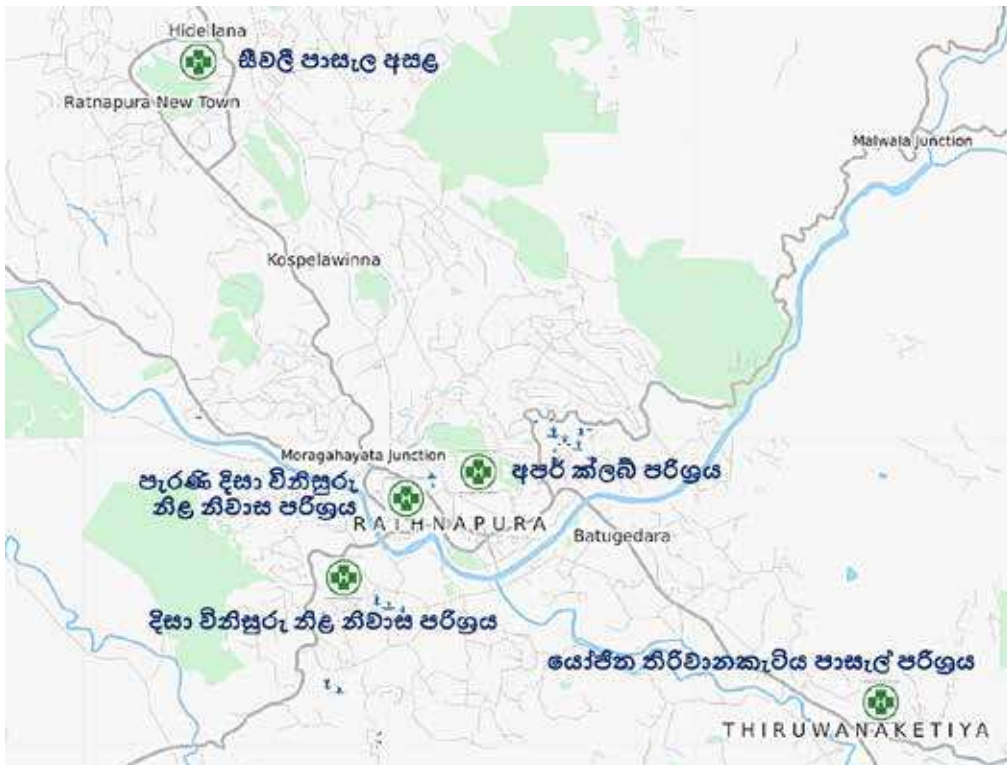 Hidellana
සීවලී පාසැල අසළ
Ratnapura New Town
Malwala Junction
Kospelawinna
Moragahayata Junction
අපර් ක්ලබ් පරිශ්‍රය
පැරණි දිසා විනිසුරු
නිළ නිවාස පරිශ්‍රය
RATHNAPURA
Batugedara
දිසා විනිසුරු නිළ නිවාස පරිශ්‍රය
යෝජිත තිරිවානකැටිය පාසැල් පරිශ්‍රය
THIRUWANAKETIYA